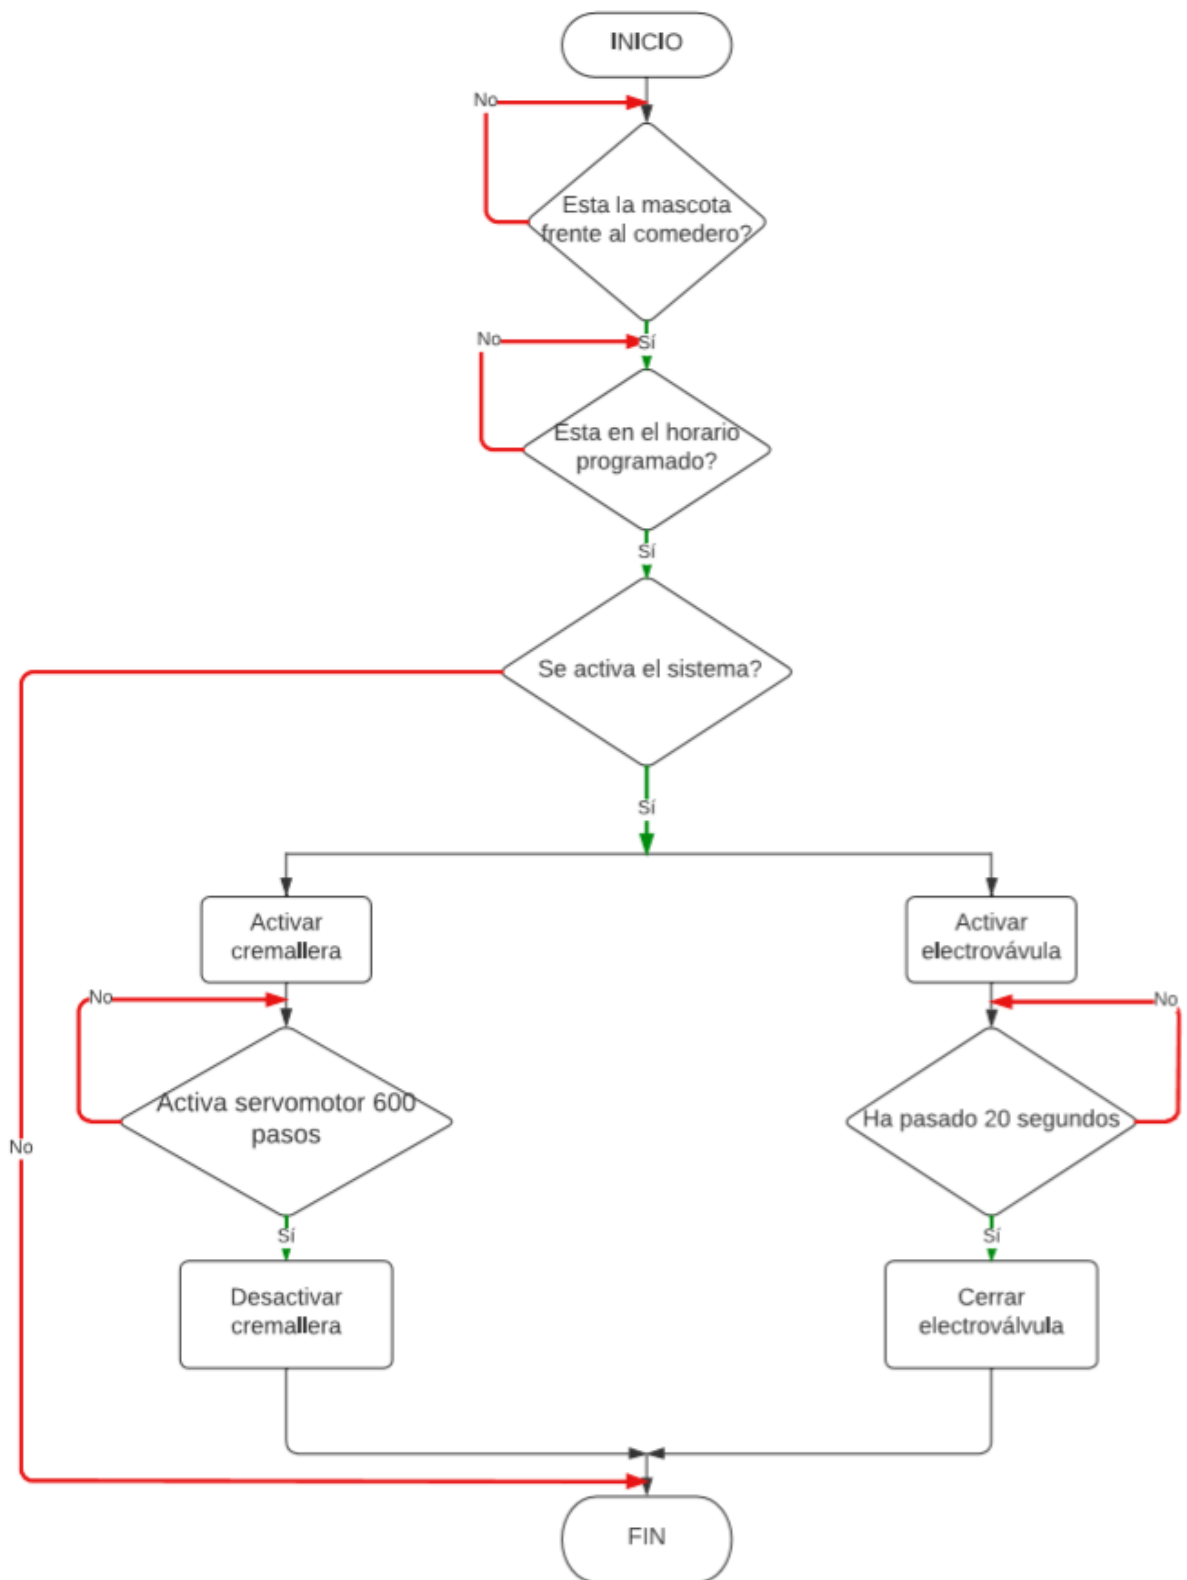 INICIO
No
Esta la mascota
frente al comedero?
No
Sí
Esta en el horario
programado?
Sí
Se activa el sistema?
Sí
Activar
cremallera
Activar
electrovávula
No
No
Activa servomotor 600
pasos
Ha pasado 20 segundos
No
Sí
Sí
Desactivar
cremallera
Cerrar
electroválvula
FIN